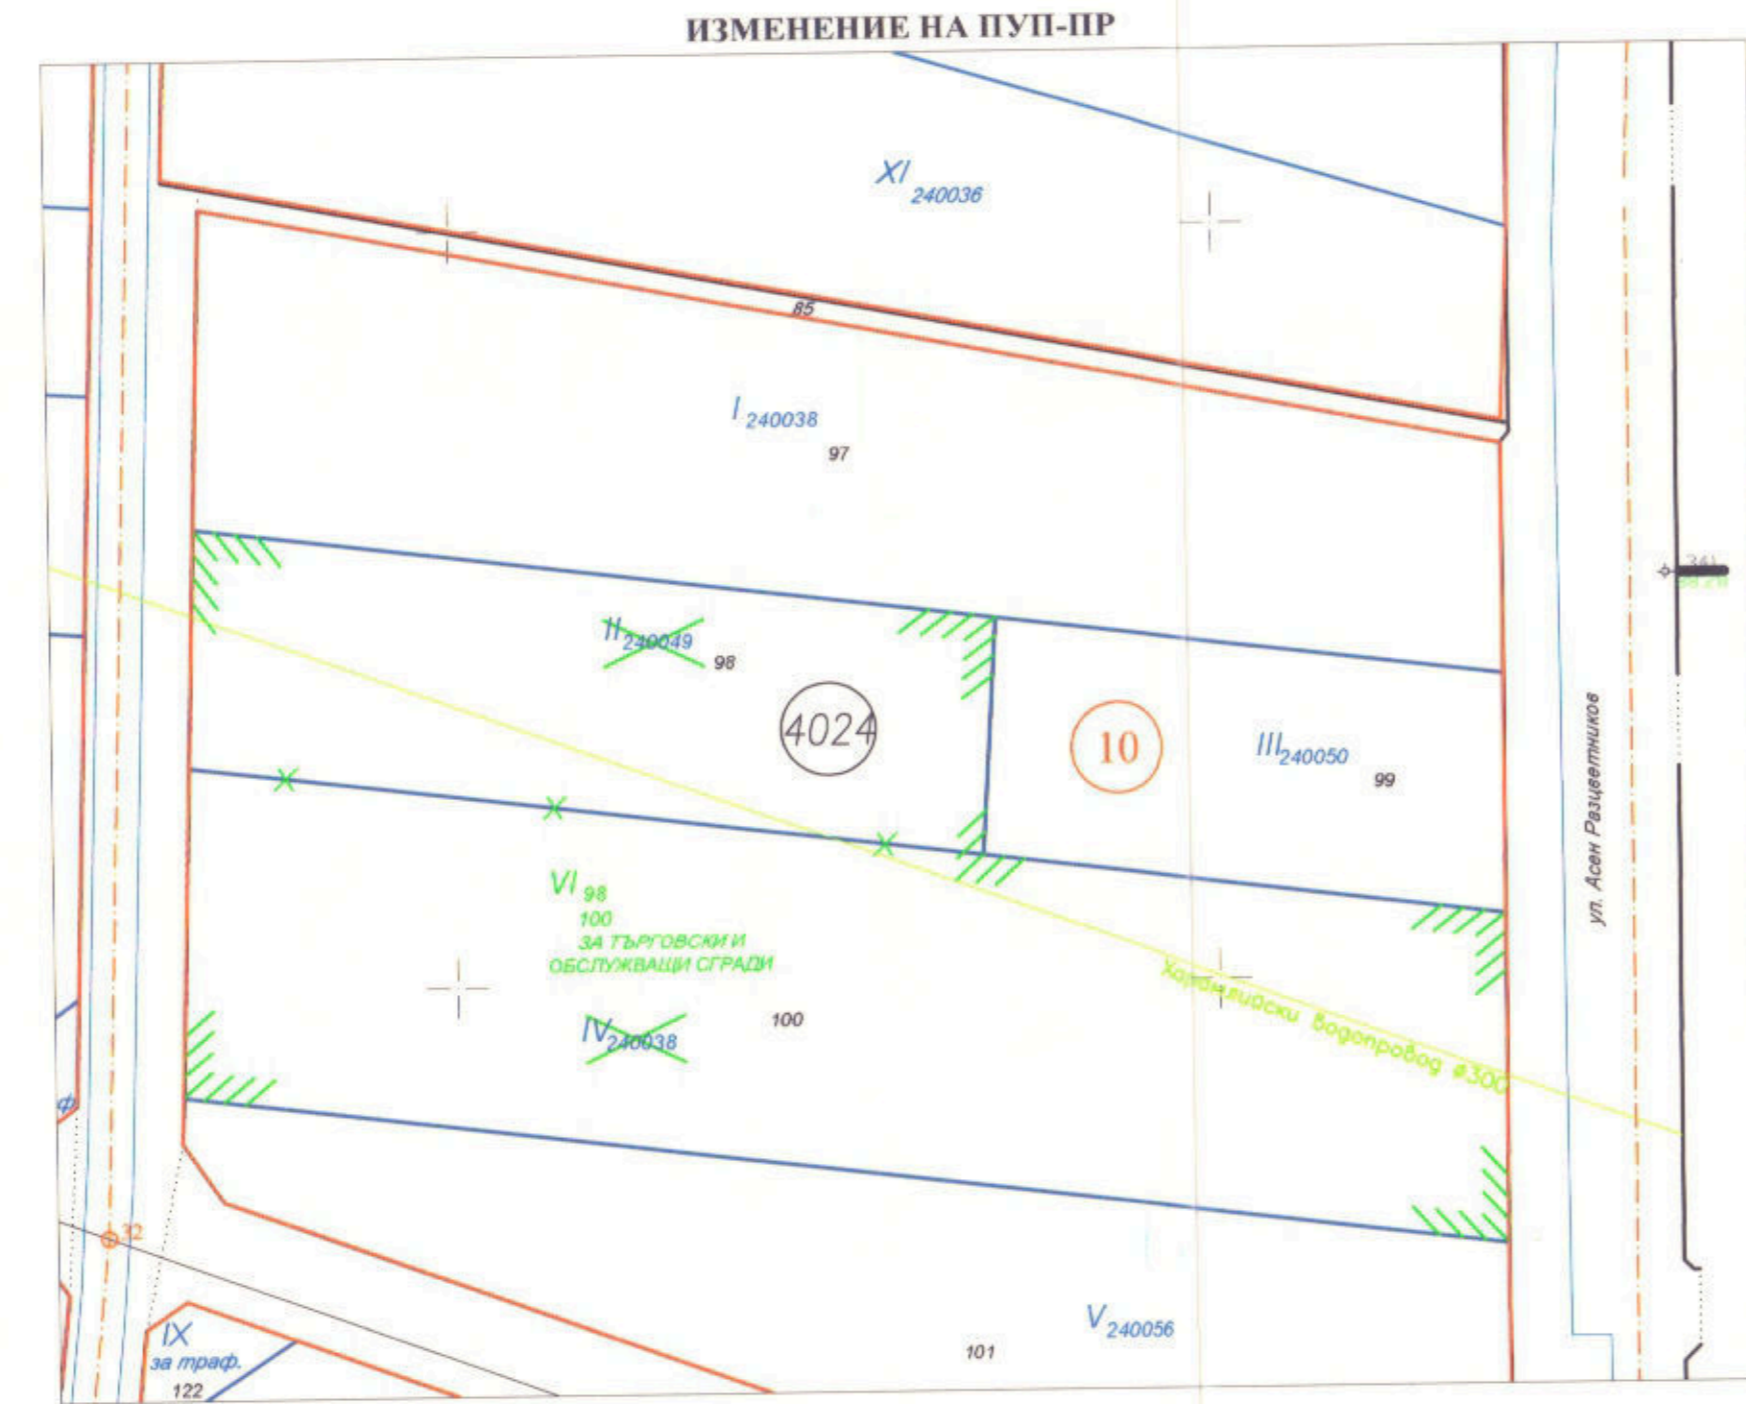 ИЗМЕНЕНИЕ НА ПУП-ПР
XI 240036
85
I 240038
97
II 240049
98
4024
10
III 240050
99
ул. Асен Разцветников
VI 98
100
ЗА ТЪРГОВСКИ И
ОБСЛУЖВАЩИ СГРАДИ
IV 240038
100
Харамлийски водопровод ф300
ф
32
V 240056
101
IX
за траф.
122